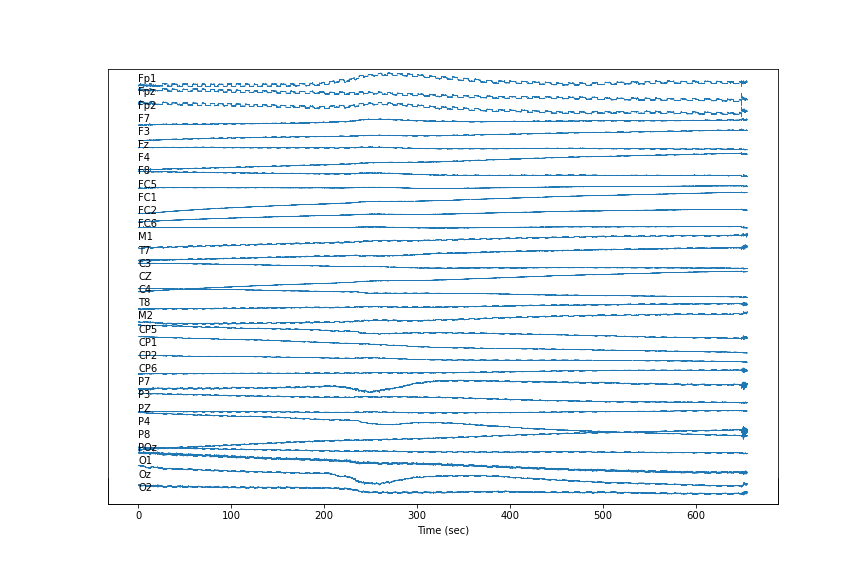 Fp1
Fpz
Fp2
F7
F3
Fz
F4
F8
FC5
FC1
FC2
FC6
M1
T7
C3
CZ
C4
T8
M2
CP5
CP1
CP2
CP6
P7
P3
PZ
P4
P8
POz
O1
Oz
O2
0 100 200 300 400 500 600
Time (sec)